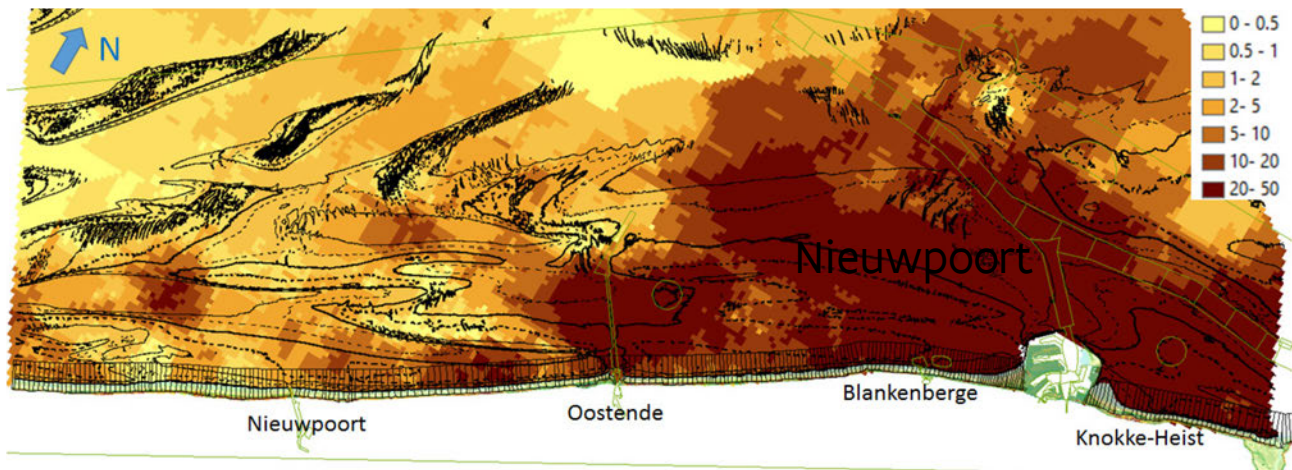 N
0 - 0.5
0.5 - 1
1- 2
2- 5
5- 10
10- 20
20- 50
Nieuwpoort
Nieuwpoort
Oostende
Blankenberge
Knokke-Heist